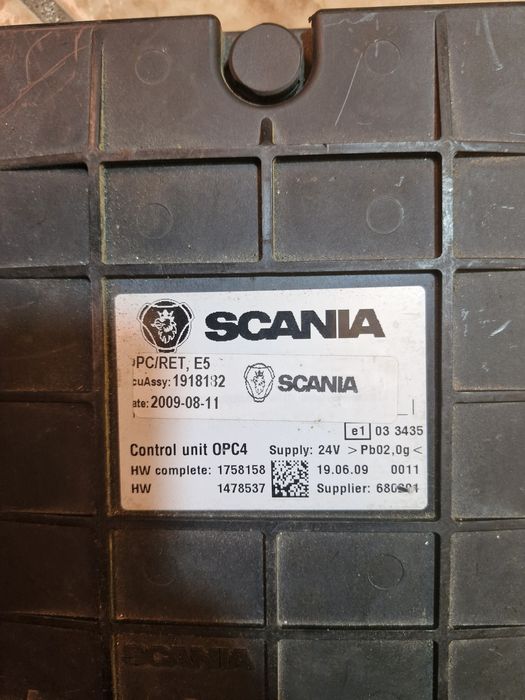 SCANIA
PC/RET, E5
cuAssy: 1918182
SCANIA
ate: 2009-08-11
e1 03 3435
Control unit OPC4 Supply: 24V >Pb02,0g<
HW complete: 1758158 19.06.09 0011
HW 1478537 Supplier:
SCANIA